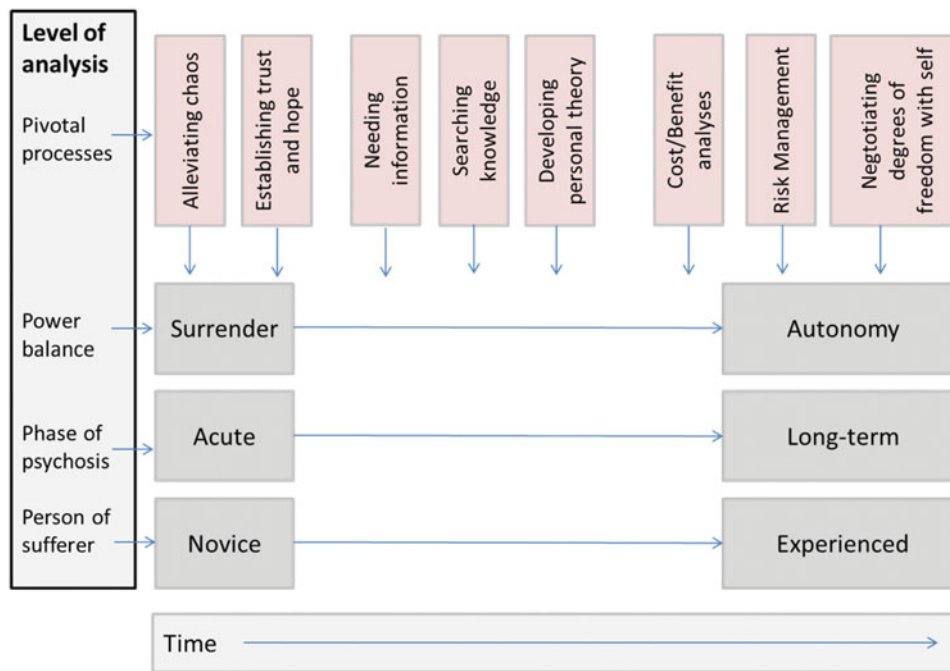 Level of
analysis
Pivotal
processes
Alleviating chaos
Establishing trust
and hope
Needing
information
Searching
knowledge
Developing
personal theory
Cost/Benefit
analyses
Risk Management
Negtotiating
degrees of
freedom with self
Power
balance
Surrender
Autonomy
Phase of
psychosis
Acute
Long-term
Person of
sufferer
Novice
Experienced
Time